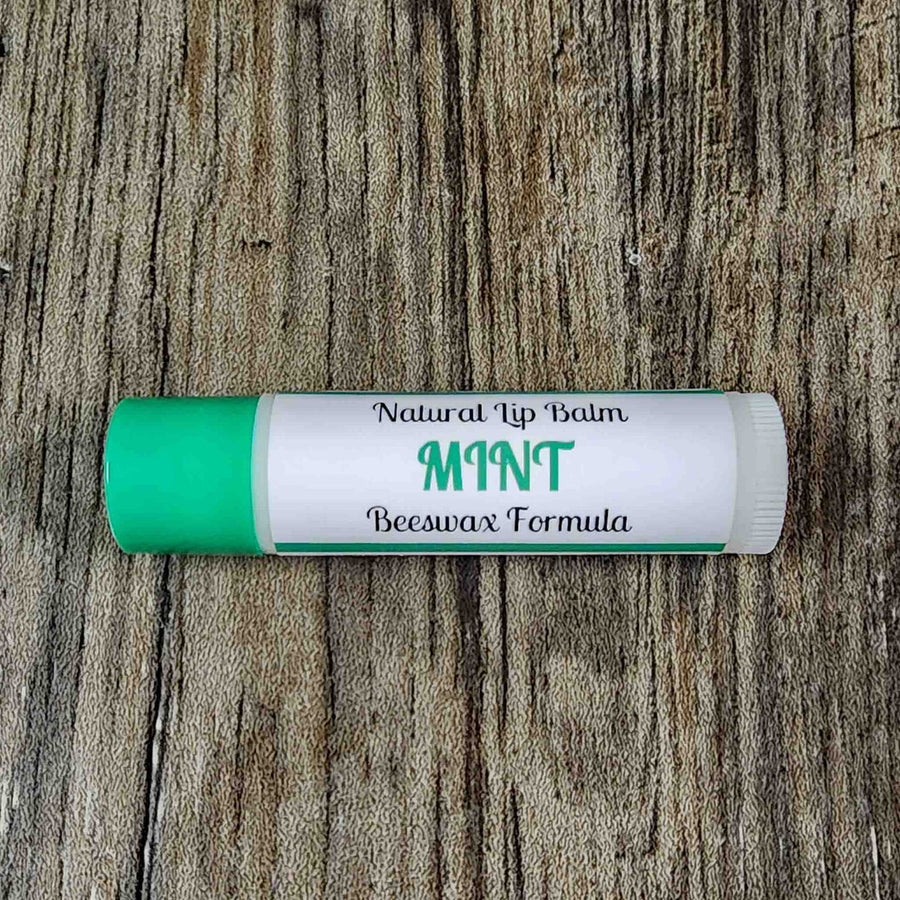 Natural Lip Balm
MINT
Beeswax Formula